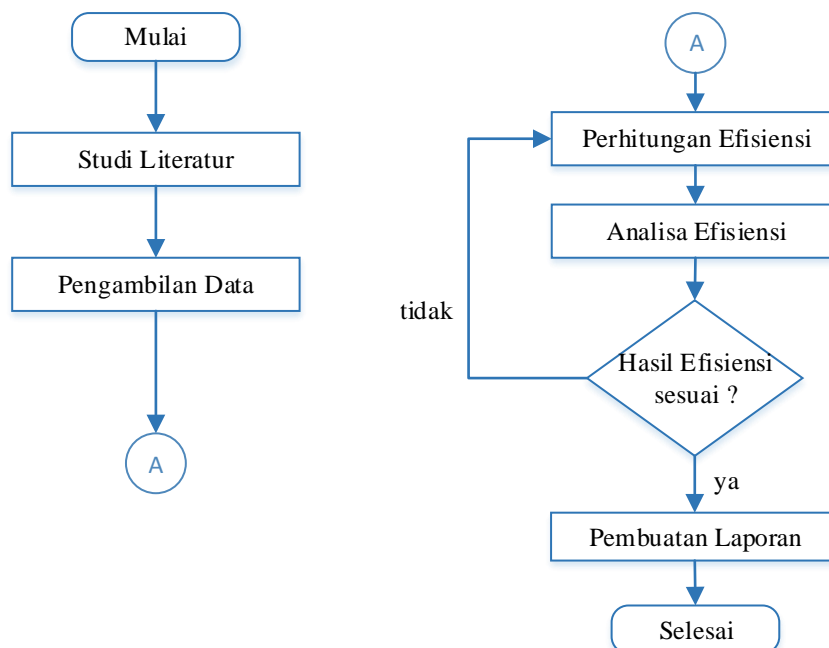 Mulai
Studi Literatur
Pengambilan Data
A
A
Perhitungan Efisiensi
Analisa Efisiensi
tidak
Hasil Efisiensi
sesuai ?
ya
Pembuatan Laporan
Selesai